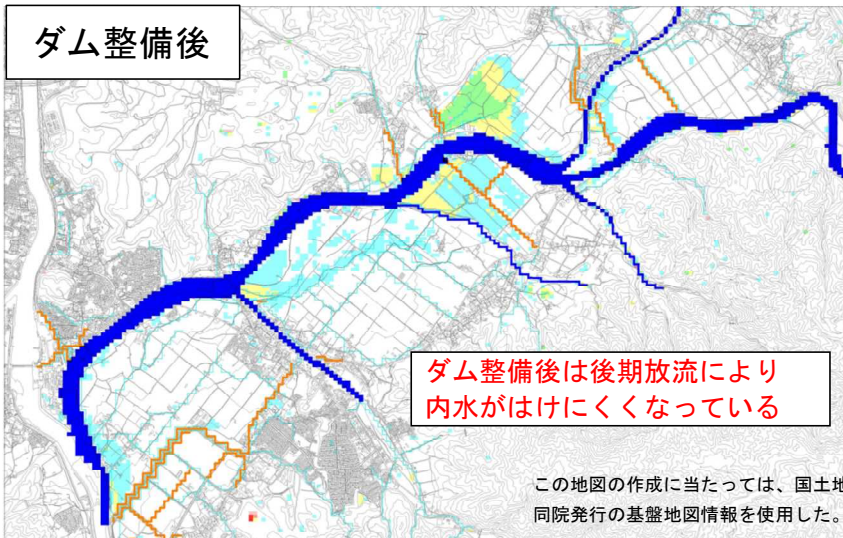 ダム整備後
ダム整備後は後期放流により
内水がはけにくくなっている
この地図の作成に当たっては、国土地
同院発行の基盤地図情報を使用した。